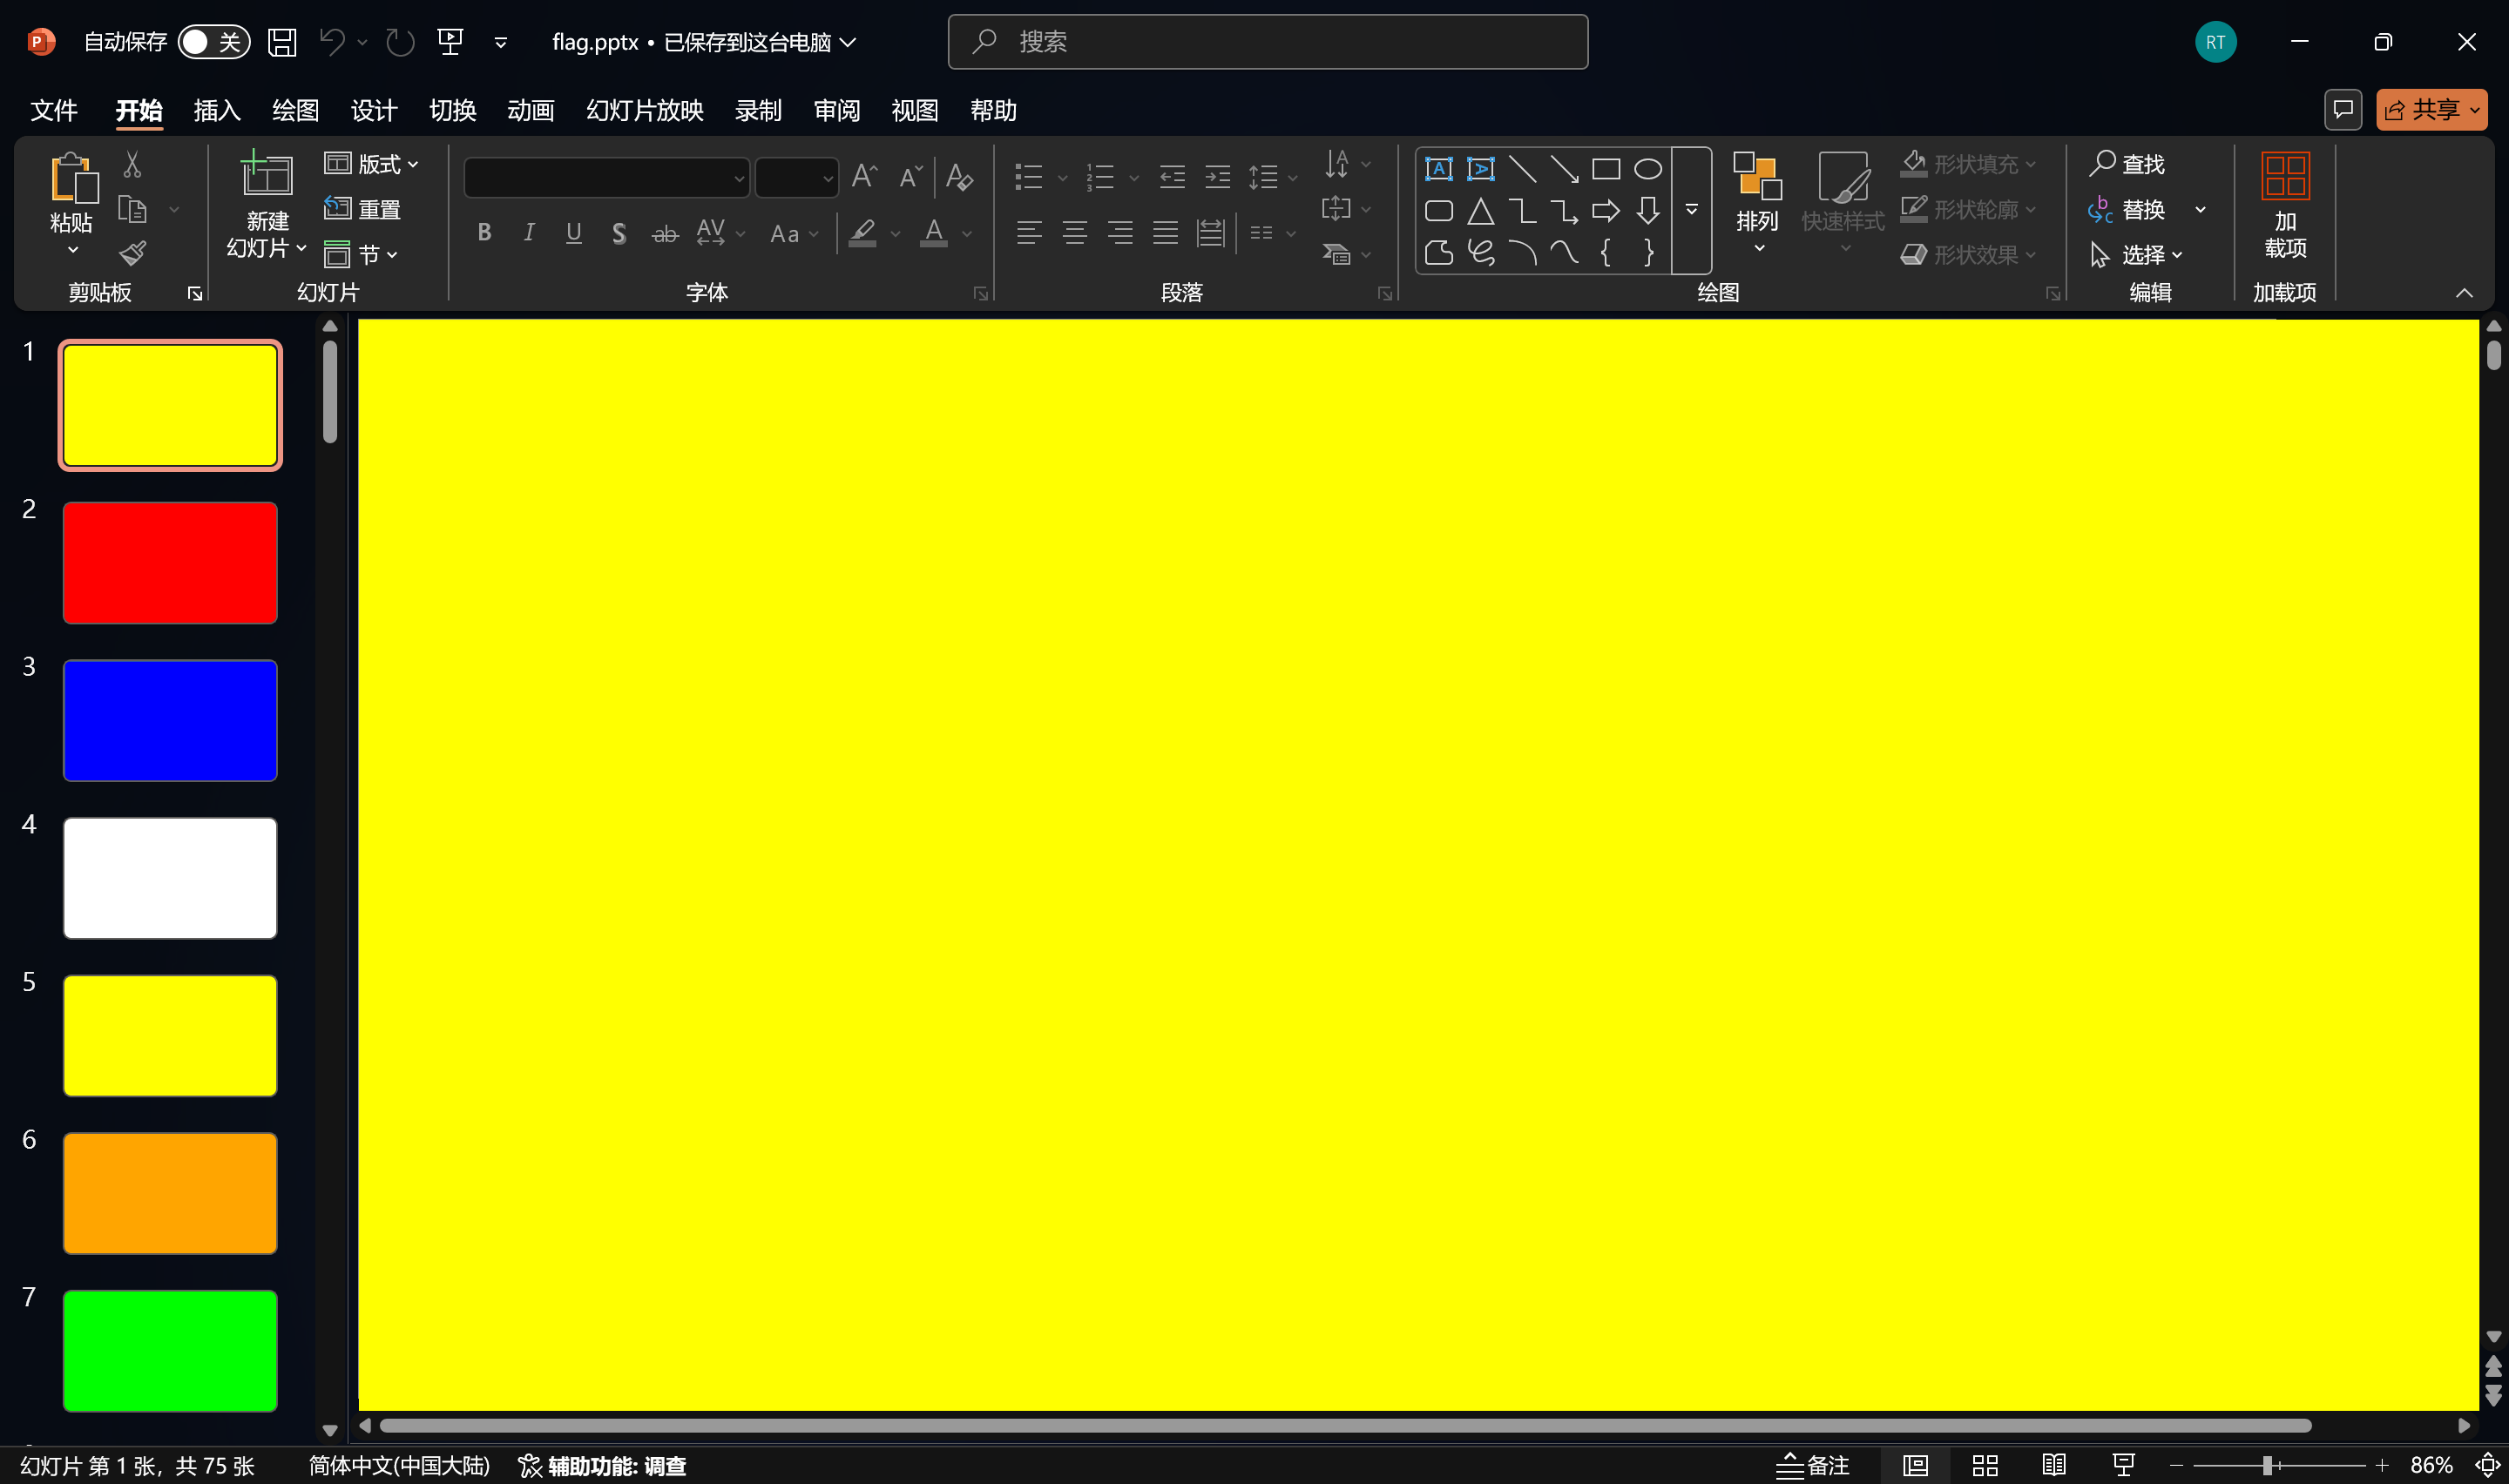 自动保存 关 flag.pptx • 已保存到这台电脑 搜索 RT
文件 开始 插入 绘图 设计 切换 动画 幻灯片放映 录制 审阅 视图 帮助 共享
粘贴
剪贴板
新建
幻灯片
版式
重置
节
幻灯片
B I U S ab AV Aa A
字体
段落
排列
快速样式
形状填充
形状轮廓
形状效果
绘图
查找
替换
选择
编辑
加
载项
加载项
1
2
3
4
5
6
7
幻灯片 第 1 张，共 75 张 简体中文(中国大陆) 辅助功能: 调查 备注 86%